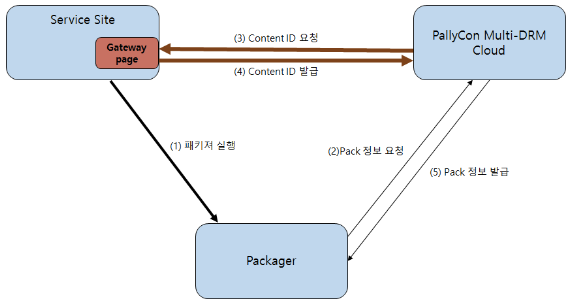 Service Site
Gateway
page
(3) Content ID 요청
(4) Content ID 발급
PallyCon Multi-DRM
Cloud
(1) 패키져 실행
(2)Pack 정보 요청
(5) Pack 정보 발급
Packager